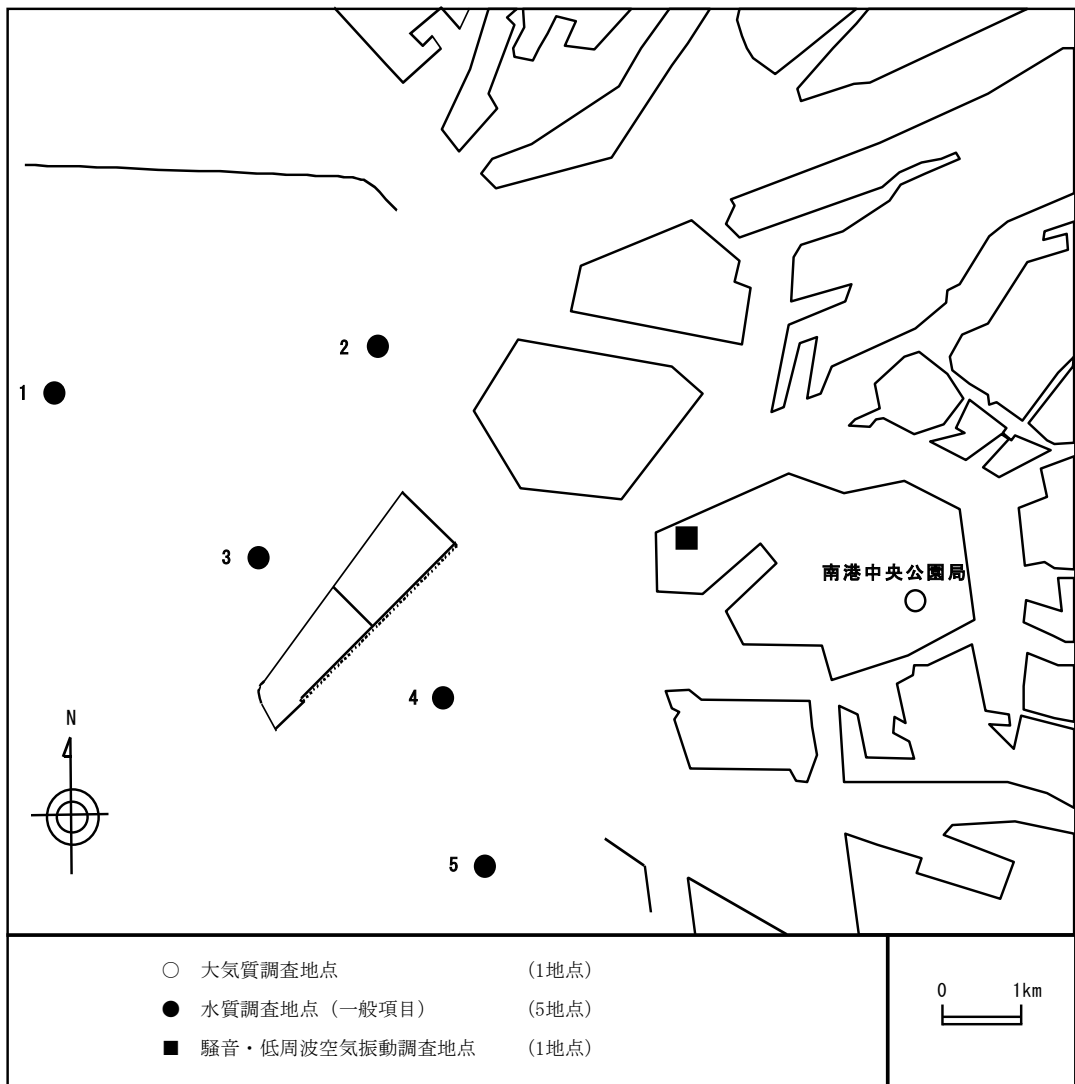 2
1
3
南港中央公園局
4
N
5
○ 大気質調査地点 (1地点)
● 水質調査地点（一般項目） (5地点)
■ 騒音・低周波空気振動調査地点 (1地点)
0 1km